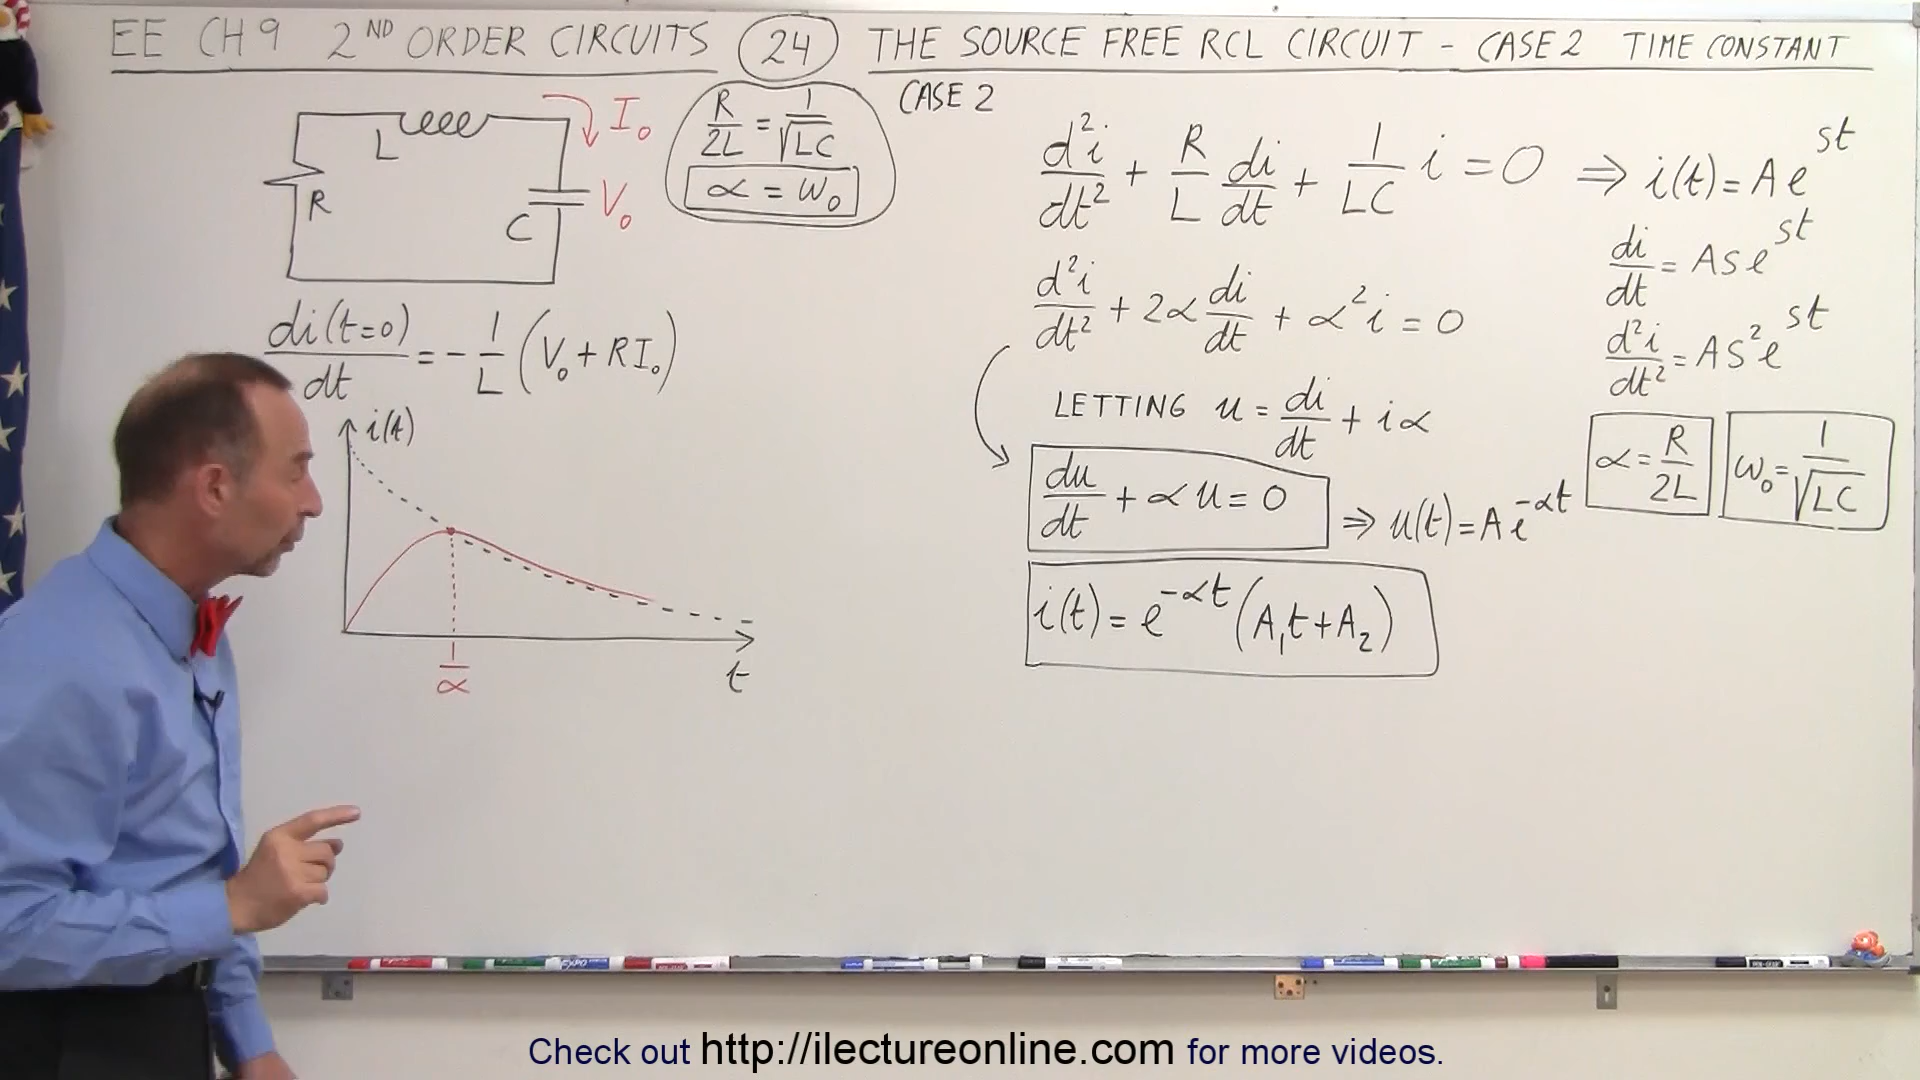 EE CH 9 2ND ORDER CIRCUITS 24 THE SOURCE FREE RCL CIRCUIT - CASE 2 TIME CONSTANT
L
R
C
I₀
V₀
R/2L = 1/√LC
α = ω₀
CASE 2
d²i/dt² + R/L di/dt + 1/LC i = 0 ⇒ i(t) = Ae^st
di/dt = Ase^st
d²i/dt² = AS²e^st
d²i/dt² + 2α di/dt + α²i = 0
LETTING u = di/dt + iα
α = R/2L
ω₀ = 1/√LC
du/dt + αu = 0 ⇒ u(t) = Ae^-αt
i(t) = e^-αt (A₁t + A₂)
di(t=0)/dt = - 1/L (V₀ + RI₀)
i(t)
1/α
t
EXPO
Check out http://ilectureonline.com for more videos.